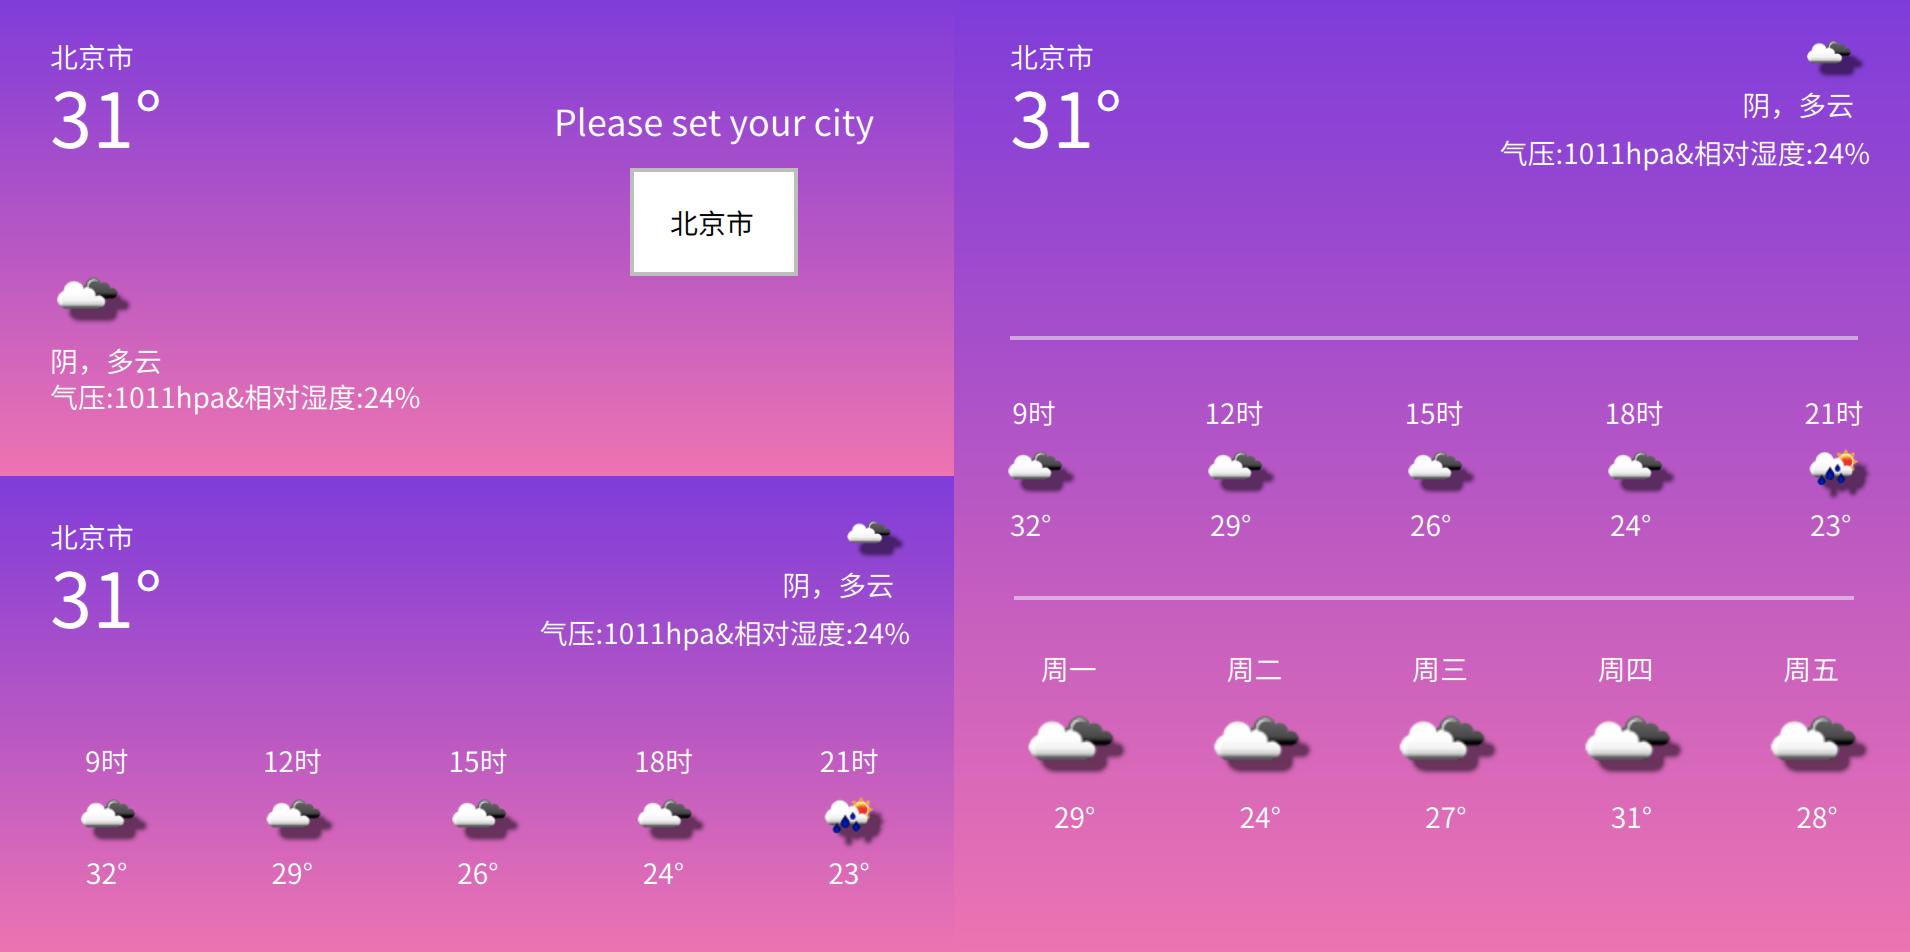 北京市
31°
Please set your city
北京市
阴，多云
气压:1011hpa&相对湿度:24%
北京市
31°
阴，多云
气压:1011hpa&相对湿度:24%
9时 12时 15时 18时 21时
32° 29° 26° 24° 23°
北京市
31°
阴，多云
气压:1011hpa&相对湿度:24%
9时 12时 15时 18时 21时
32° 29° 26° 24° 23°
周一 周二 周三 周四 周五
29° 24° 27° 31° 28°